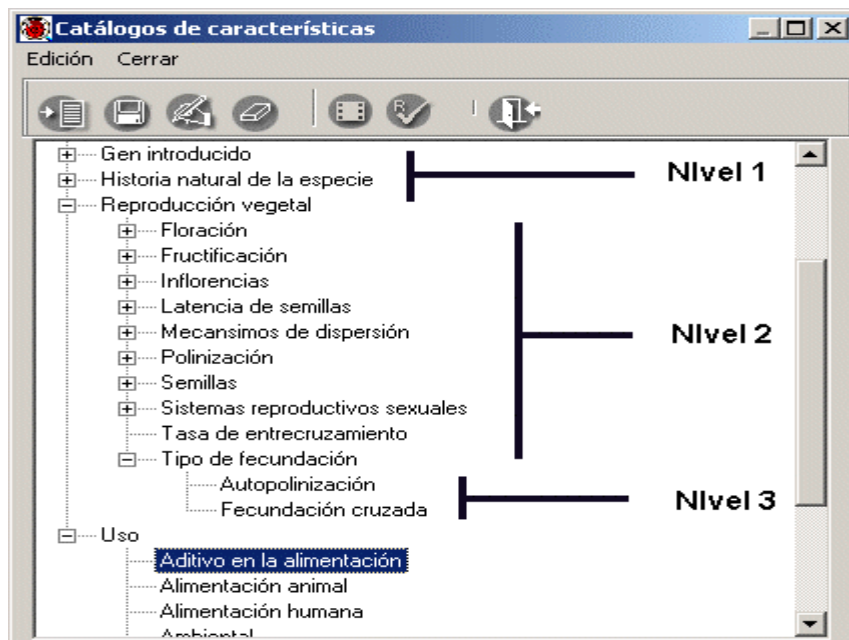 Catálogos de características
Edición Cerrar
Gen introducido
Historia natural de la especie
NIvel 1
Reproducción vegetal
Floración
Fructificación
Inflorencias
Latencia de semillas
Mecansimos de dispersión
NIvel 2
Polinización
Semillas
Sistemas reproductivos sexuales
Tasa de entrecruzamiento
Tipo de fecundación
Autopolinización
NIvel 3
Fecundación cruzada
Uso
Aditivo en la alimentación
Alimentación animal
Alimentación humana
Ambiental